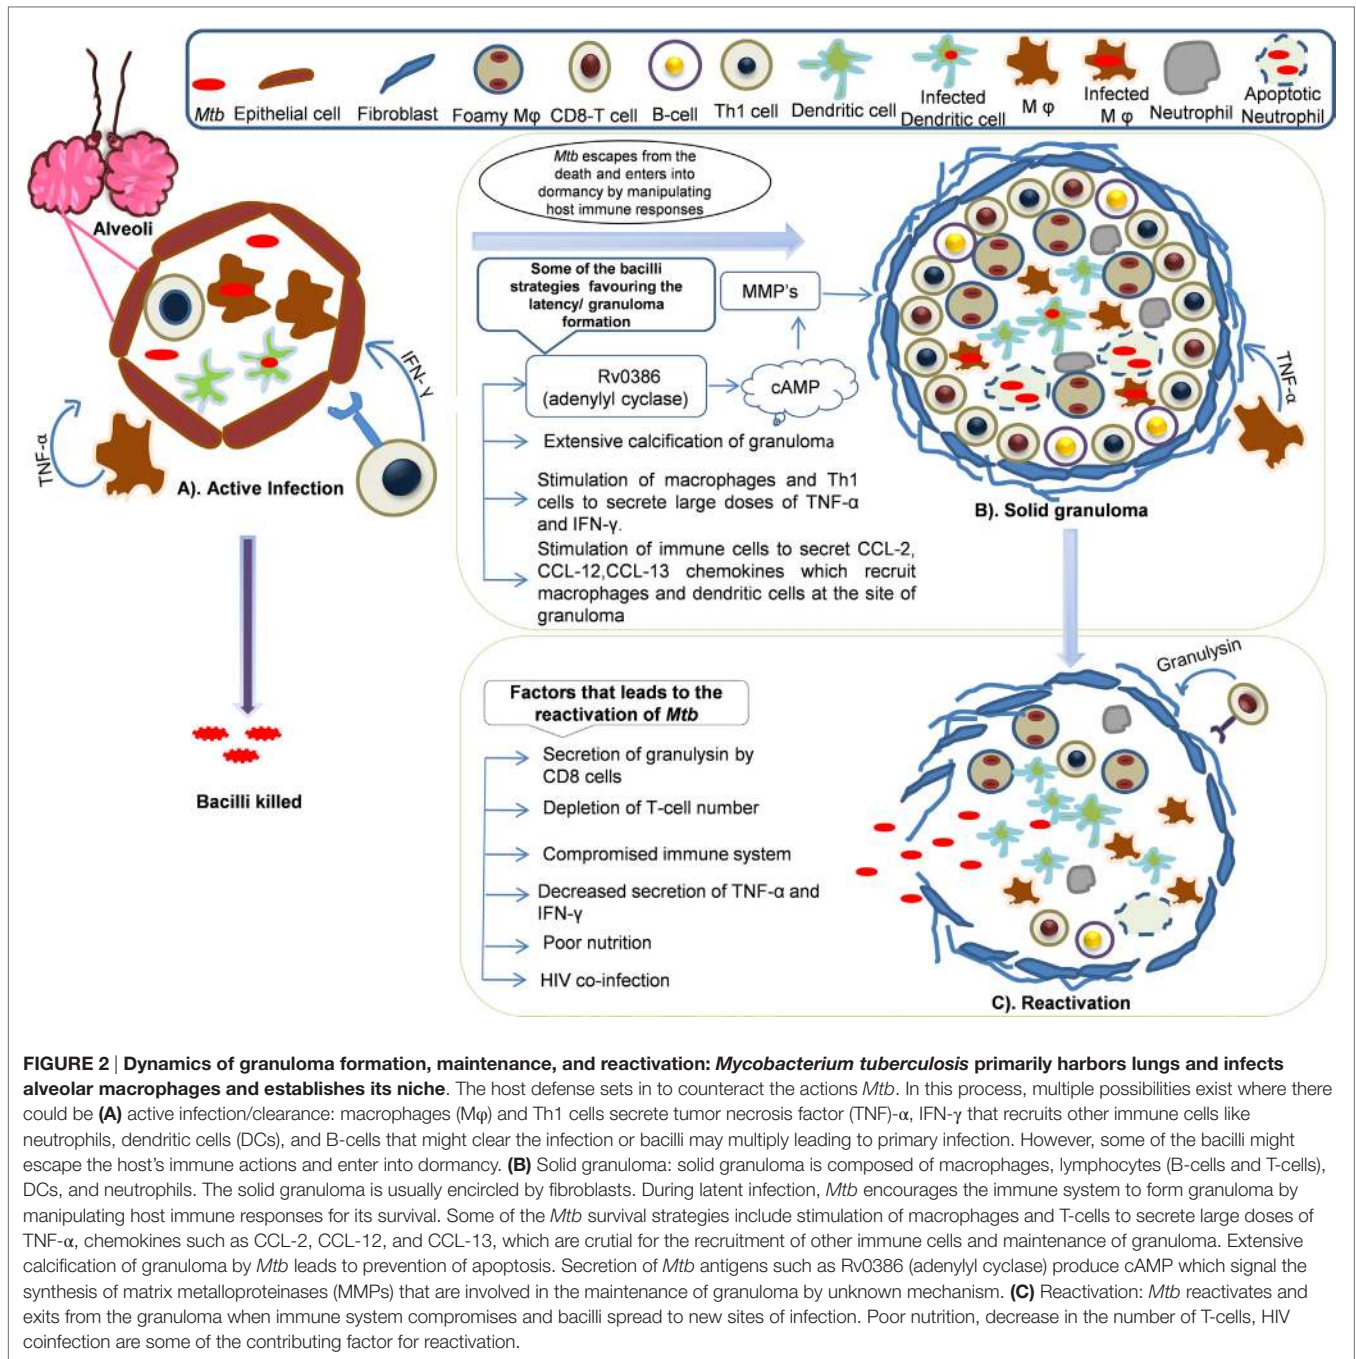 Mtb
Epithelial cell
Fibroblast
Foamy Mφ
CD8-T cell
B-cell
Th1 cell
Dendritic cell
Infected
Dendritic cell
M φ
Infected
M φ
Neutrophil
Apoptotic
Neutrophil
Alveoli
TNF-α
IFN-γ
A). Active Infection
Bacilli killed
Mtb escapes from the
death and enters into
dormancy by manipulating
host immune responses
Some of the bacilli
strategies favouring the
latency/ granuloma
formation
MMP's
Rv0386
(adenylyl cyclase)
cAMP
Extensive calcification of granuloma
Stimulation of macrophages and Th1
cells to secrete large doses of TNF-α
and IFN-γ.
Stimulation of immune cells to secret CCL-2,
CCL-12,CCL-13 chemokines which recruit
macrophages and dendritic cells at the site of
granuloma
TNF-α
B). Solid granuloma
Factors that leads to the
reactivation of Mtb
Secretion of granulysin by
CD8 cells
Depletion of T-cell number
Compromised immune system
Decreased secretion of TNF-α and
IFN-γ
Poor nutrition
HIV co-infection
Granulysin
C). Reactivation
FIGURE 2 | Dynamics of granuloma formation, maintenance, and reactivation: Mycobacterium tuberculosis primarily harbors lungs and infects
alveolar macrophages and establishes its niche. The host defense sets in to counteract the actions Mtb. In this process, multiple possibilities exist where there
could be (A) active infection/clearance: macrophages (Mφ) and Th1 cells secrete tumor necrosis factor (TNF)-α, IFN-γ that recruits other immune cells like
neutrophils, dendritic cells (DCs), and B-cells that might clear the infection or bacilli may multiply leading to primary infection. However, some of the bacilli might
escape the host's immune actions and enter into dormancy. (B) Solid granuloma: solid granuloma is composed of macrophages, lymphocytes (B-cells and T-cells),
DCs, and neutrophils. The solid granuloma is usually encircled by fibroblasts. During latent infection, Mtb encourages the immune system to form granuloma by
manipulating host immune responses for its survival. Some of the Mtb survival strategies include stimulation of macrophages and T-cells to secrete large doses of
TNF-α, chemokines such as CCL-2, CCL-12, and CCL-13, which are crutial for the recruitment of other immune cells and maintenance of granuloma. Extensive
calcification of granuloma by Mtb leads to prevention of apoptosis. Secretion of Mtb antigens such as Rv0386 (adenylyl cyclase) produce cAMP which signal the
synthesis of matrix metalloproteinases (MMPs) that are involved in the maintenance of granuloma by unknown mechanism. (C) Reactivation: Mtb reactivates and
exits from the granuloma when immune system compromises and bacilli spread to new sites of infection. Poor nutrition, decrease in the number of T-cells, HIV
coinfection are some of the contributing factor for reactivation.